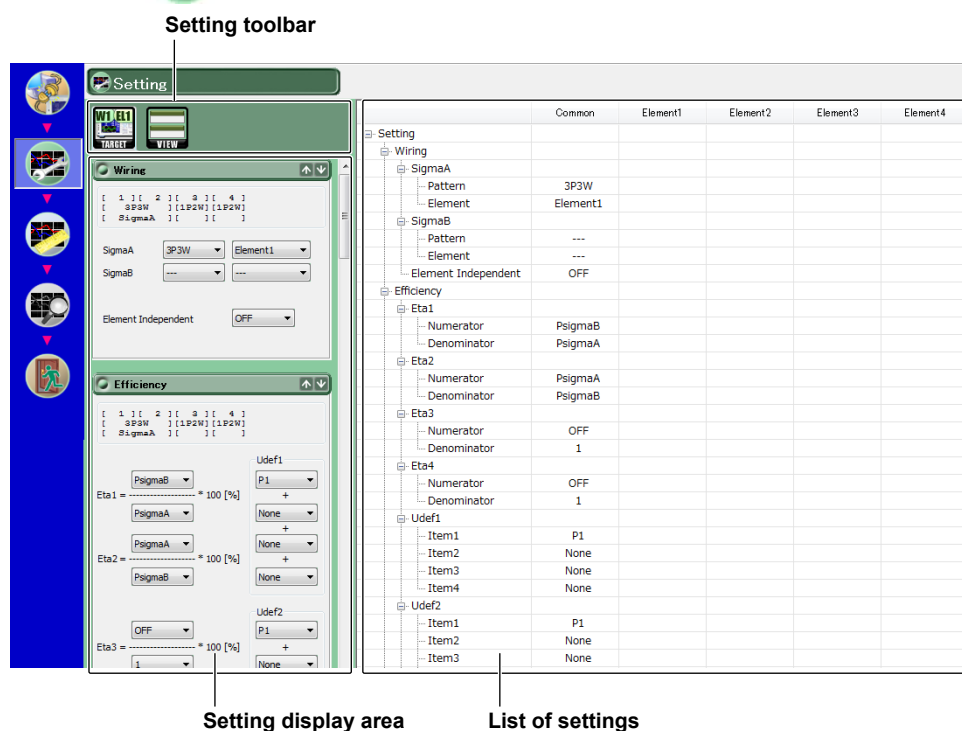 Setting toolbar
Setting
W1 EL1
TARGET
VIEW
Wiring
[ 1 ][ 2 ][ 3 ][ 4 ]
[ 3P3W ][1P2W][1P2W]
[ SigmaA ][ ][ ]
SigmaA 3P3W Element1
SigmaB --- ---
Element Independent OFF
Efficiency
[ 1 ][ 2 ][ 3 ][ 4 ]
[ 3P3W ][1P2W][1P2W]
[ SigmaA ][ ][ ]
Udef1
PsigmaB P1
Eta1 = ------------------- * 100 [%] +
PsigmaA None
+
PsigmaA None
Eta2 = ------------------- * 100 [%] +
PsigmaB None
Udef2
OFF P1
Eta3 = ------------------- * 100 [%] +
1 None
Common Element1 Element2 Element3 Element4
Setting
Wiring
SigmaA
Pattern 3P3W
Element Element1
SigmaB
Pattern ---
Element ---
Element Independent OFF
Efficiency
Eta1
Numerator PsigmaB
Denominator PsigmaA
Eta2
Numerator PsigmaA
Denominator PsigmaB
Eta3
Numerator OFF
Denominator 1
Eta4
Numerator OFF
Denominator 1
Udef1
Item1 P1
Item2 None
Item3 None
Item4 None
Udef2
Item1 P1
Item2 None
Item3 None
Setting display area
List of settings